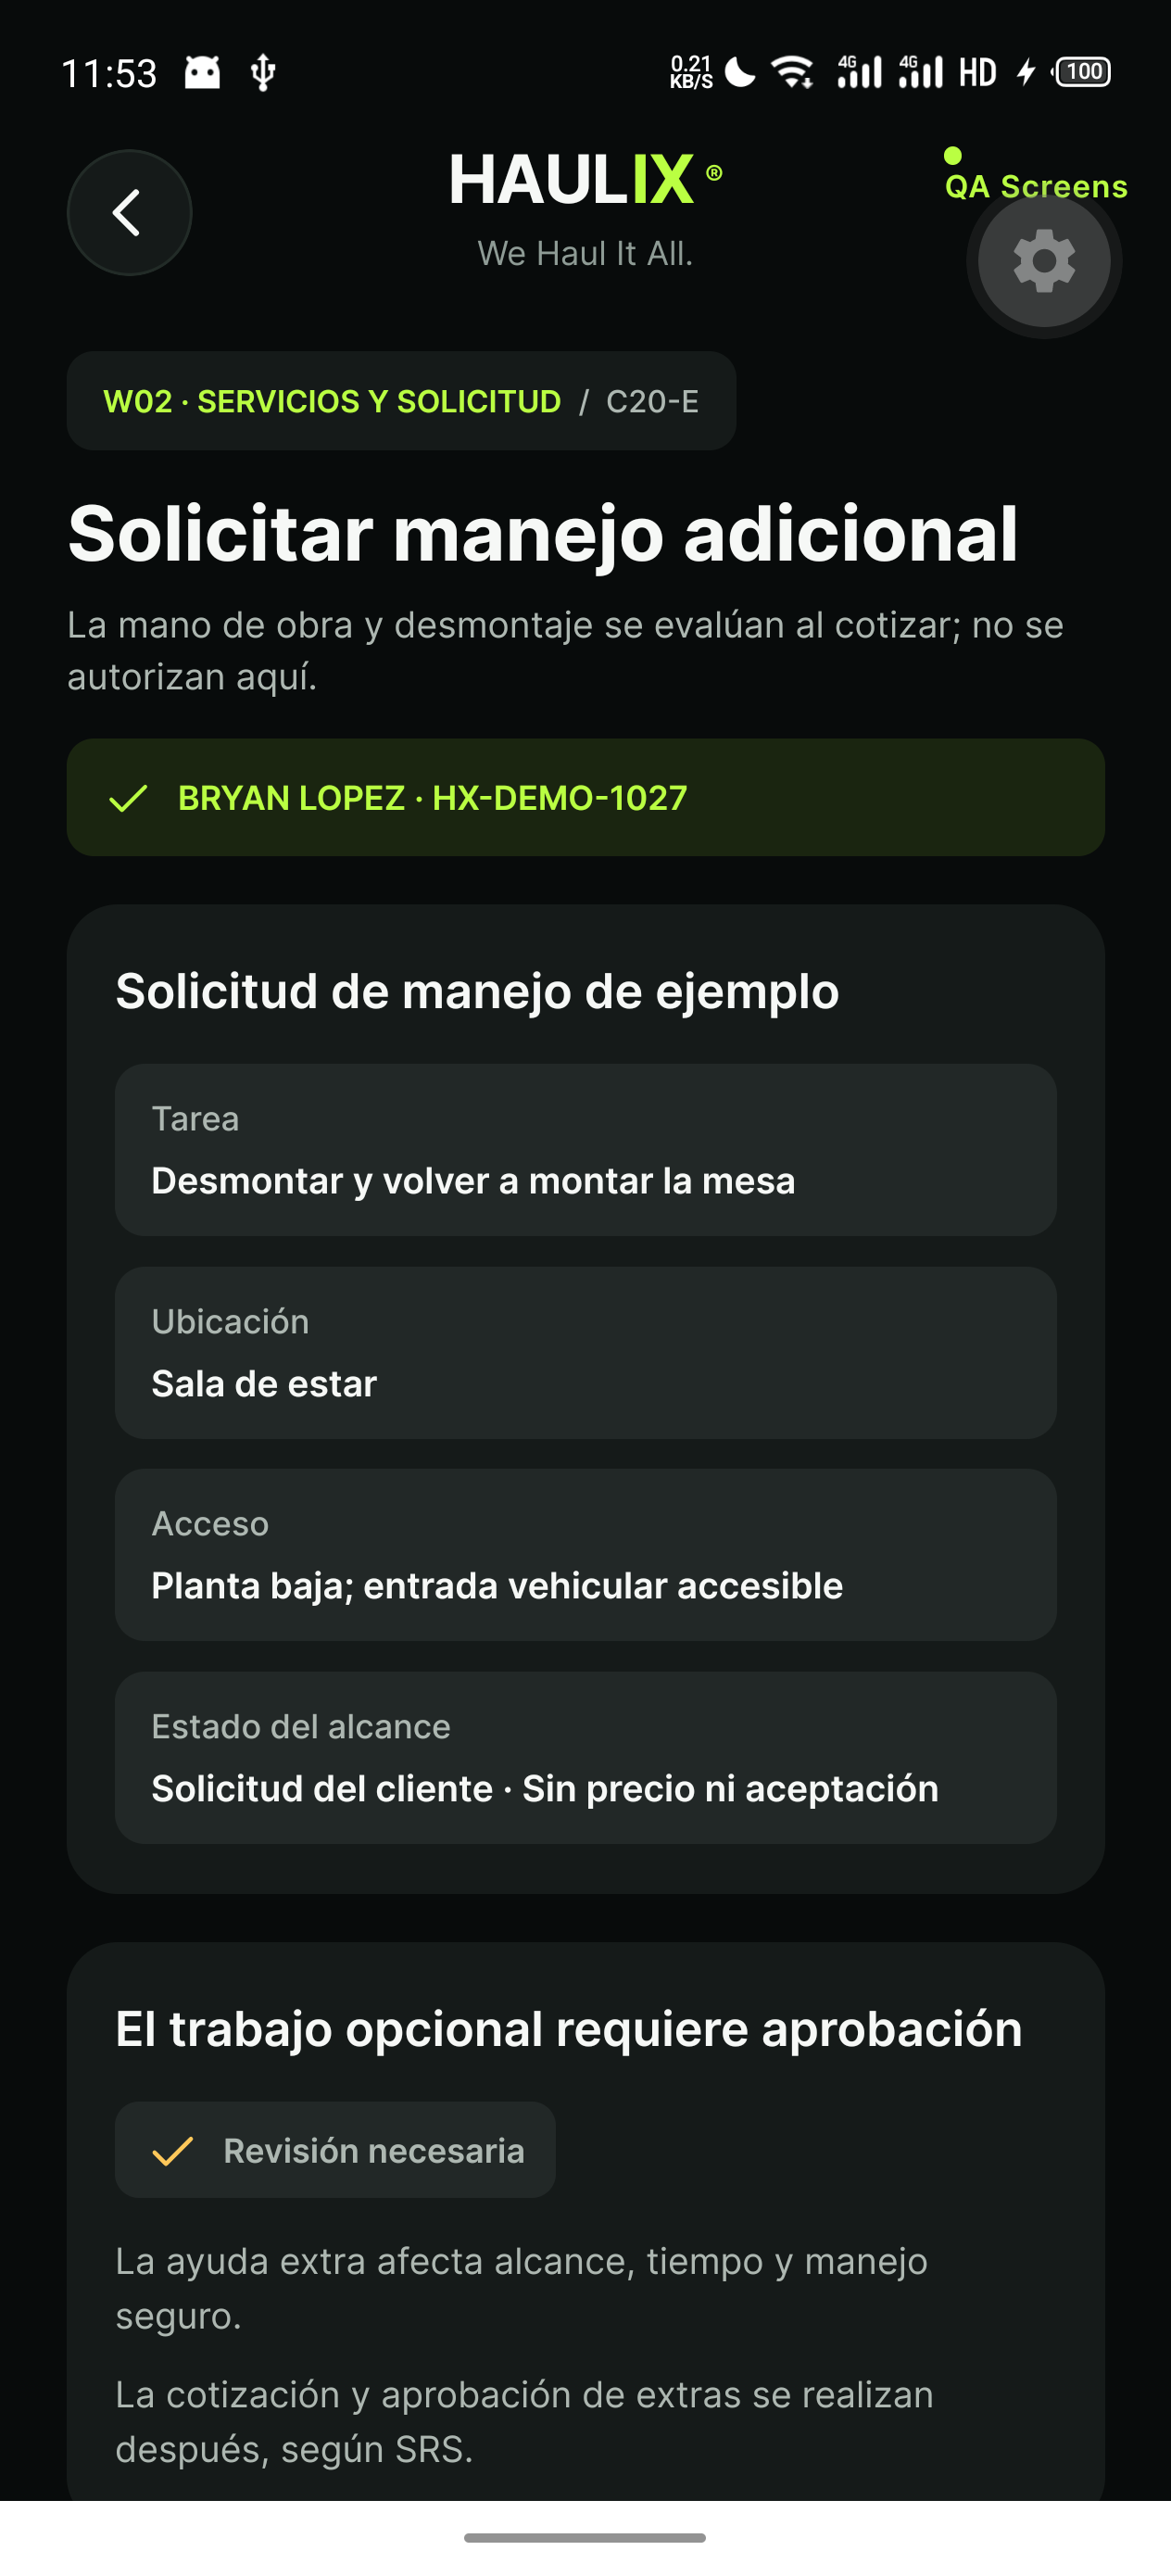 11:53
0.21
KB/S
4G
4G
HD
100
HAULIX®
We Haul It All.
QA Screens
W02 · SERVICIOS Y SOLICITUD / C20-E
Solicitar manejo adicional
La mano de obra y desmontaje se evalúan al cotizar; no se
autorizan aquí.
BRYAN LOPEZ · HX-DEMO-1027
Solicitud de manejo de ejemplo
Tarea
Desmontar y volver a montar la mesa
Ubicación
Sala de estar
Acceso
Planta baja; entrada vehicular accesible
Estado del alcance
Solicitud del cliente · Sin precio ni aceptación
El trabajo opcional requiere aprobación
Revisión necesaria
La ayuda extra afecta alcance, tiempo y manejo
seguro.
La cotización y aprobación de extras se realizan
después, según SRS.